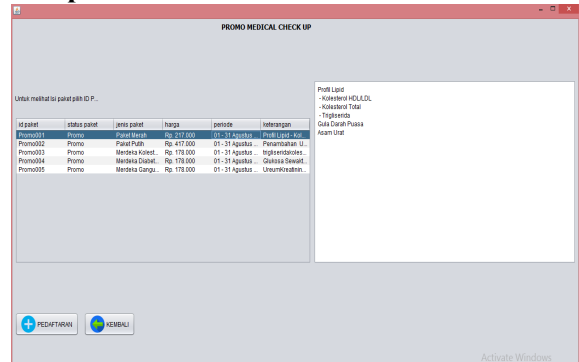 PROMO MEDICAL CHECK UP
Untuk melihat Isi paket pilih ID P...
id paket status paket jenis paket harga periode keterangan
Promo001 Promo Paket Merah Rp. 217.000 01 - 31 Agustus ... Profil Lipid - Kol...
Promo002 Promo Paket Putih Rp. 417.000 01 - 31 Agustus ... Penambahan U...
Promo003 Promo Merdeka Kolest... Rp. 178.000 01 - 31 Agustus ... trigliseridakoles...
Promo004 Promo Merdeka Diabet... Rp. 178.000 01 - 31 Agustus ... Glukosa Sewakt...
Promo005 Promo Merdeka Gangu... Rp. 178.000 01 - 31 Agustus ... UreumKreatinin...
Profil Lipid
- Kolesterol HDL/LDL
- Kolesterol Total
- Trigliserida
Gula Darah Puasa
Asam Urat
PEDAFTARAN
KEMBALI
Activate Windows